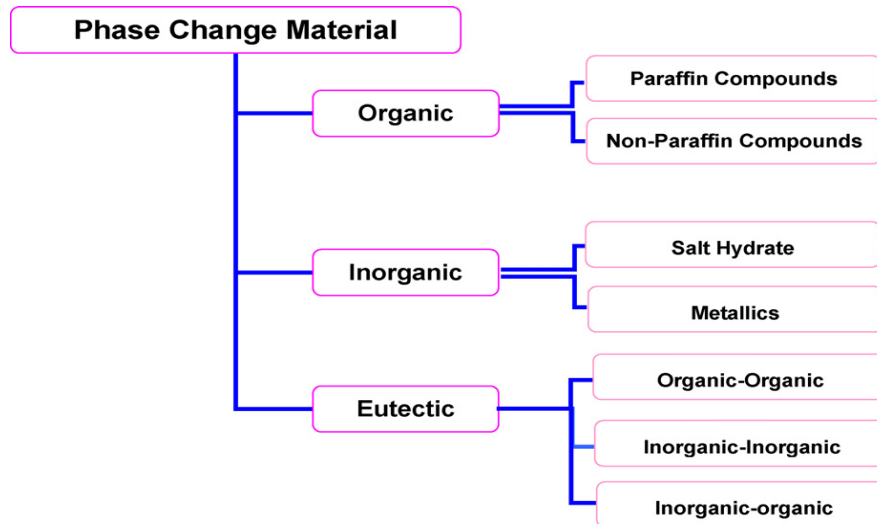 Phase Change Material
Organic
Paraffin Compounds
Non-Paraffin Compounds
Inorganic
Salt Hydrate
Metallics
Eutectic
Organic-Organic
Inorganic-Inorganic
Inorganic-organic